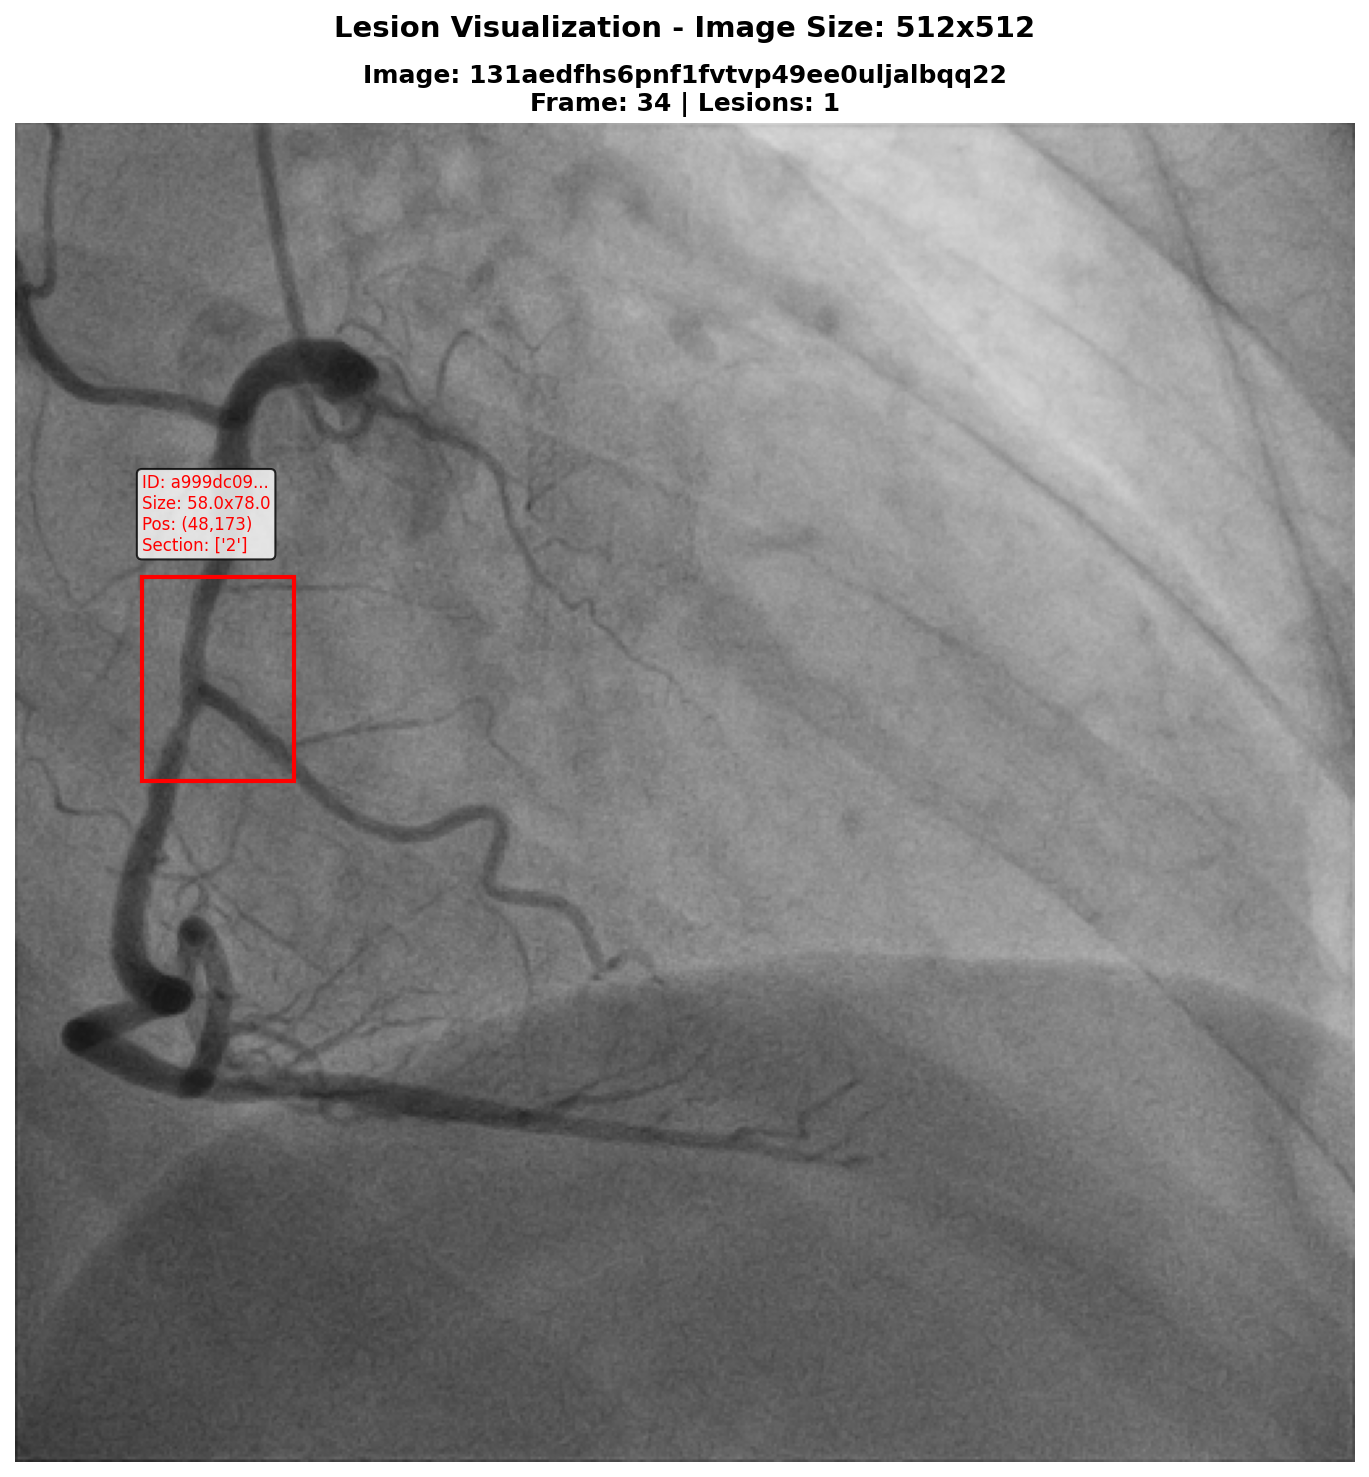 Lesion Visualization - Image Size: 512x512
Image: 131aedfhs6pnf1fvtvp49ee0uljalbqq22
Frame: 34 | Lesions: 1
ID: a999dc09...
Size: 58.0x78.0
Pos: (48,173)
Section: ['2']